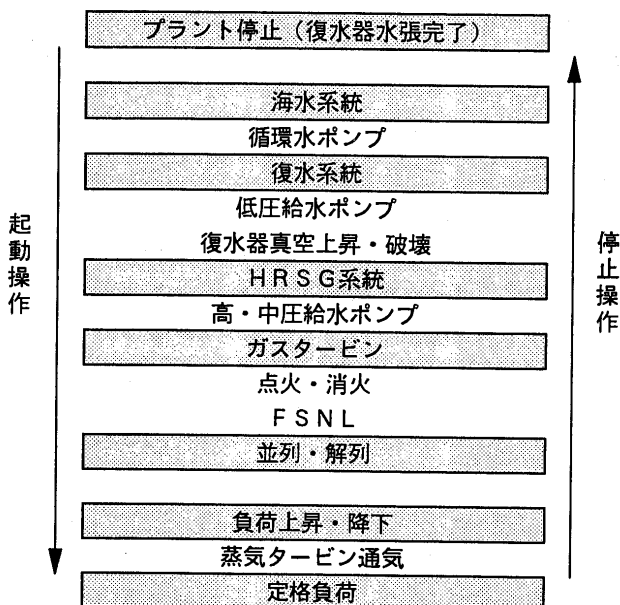 プラント停止（復水器水張完了）
海水系統
循環水ポンプ
復水系統
低圧給水ポンプ
復水器真空上昇・破壊
ＨＲＳＧ系統
高・中圧給水ポンプ
ガスタービン
点火・消火
ＦＳＮＬ
並列・解列
負荷上昇・降下
蒸気タービン通気
定格負荷
起動操作
停止操作